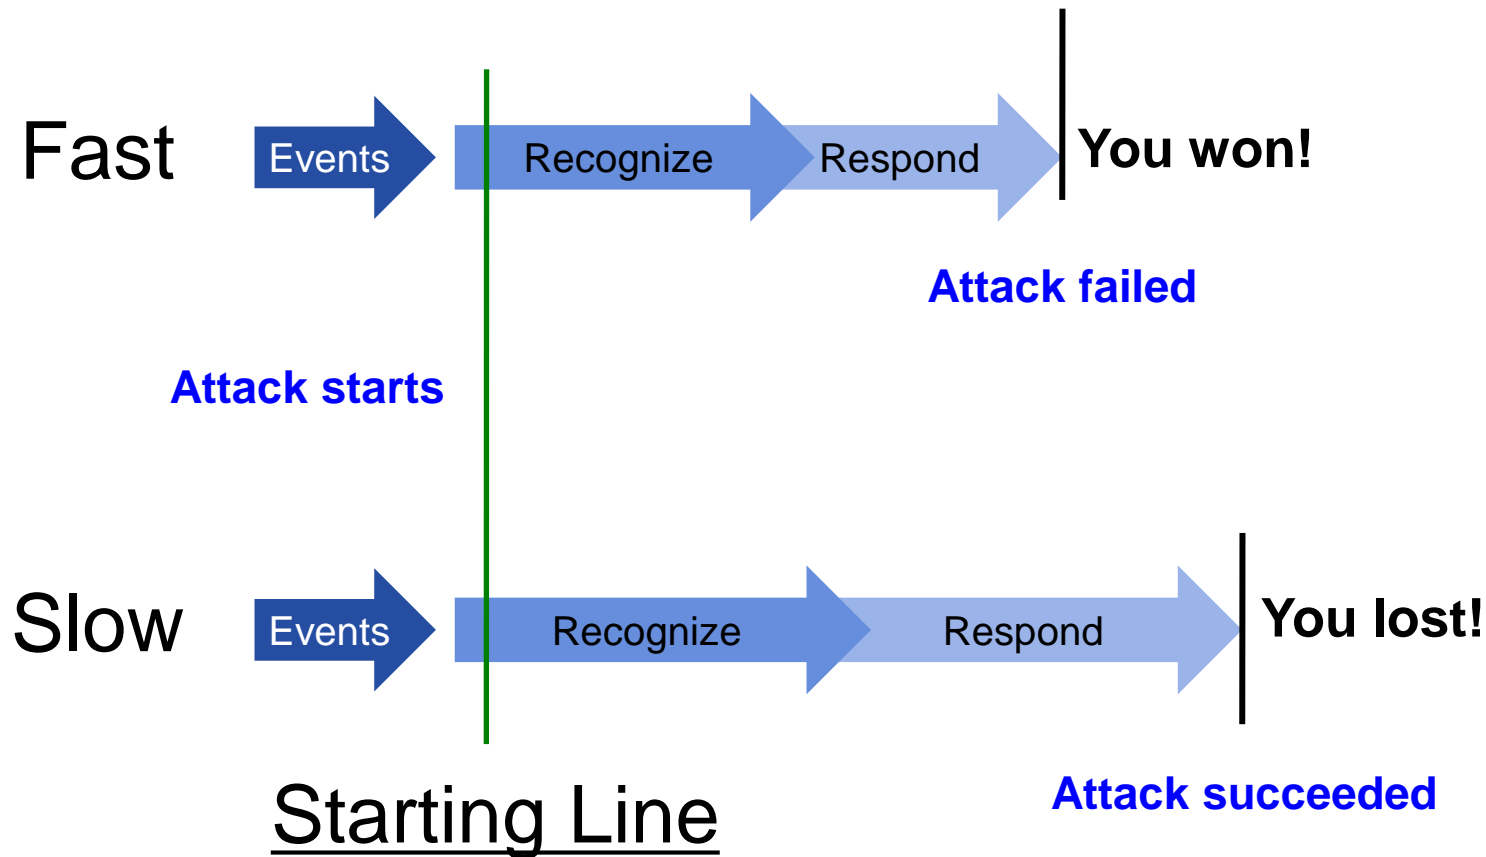 Fast
Events
Recognize
Respond
You won!
Attack failed
Attack starts
Slow
Events
Recognize
Respond
You lost!
Attack succeeded
Starting Line